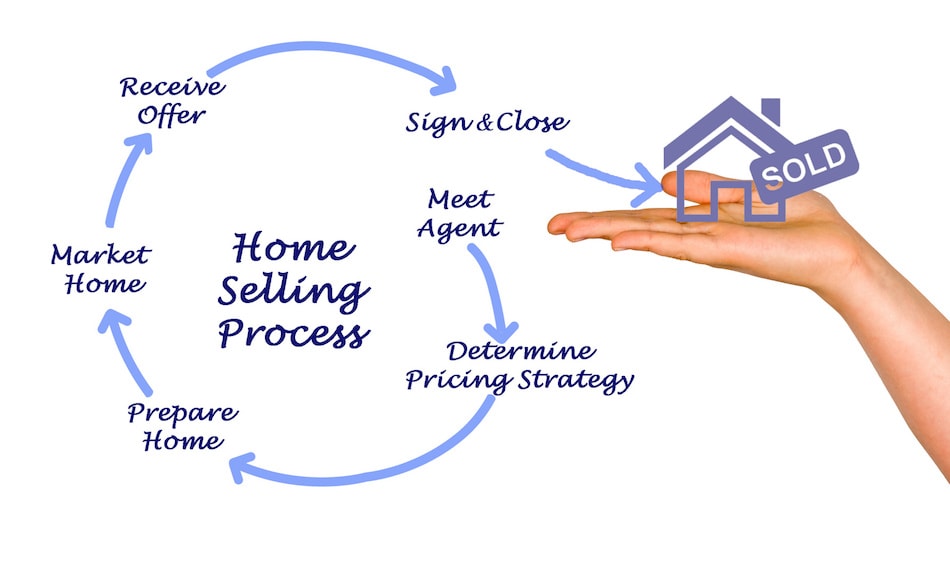 Home
Selling
Process
Meet
Agent
Determine
Pricing Strategy
Prepare
Home
Market
Home
Receive
Offer
Sign & Close
SOLD